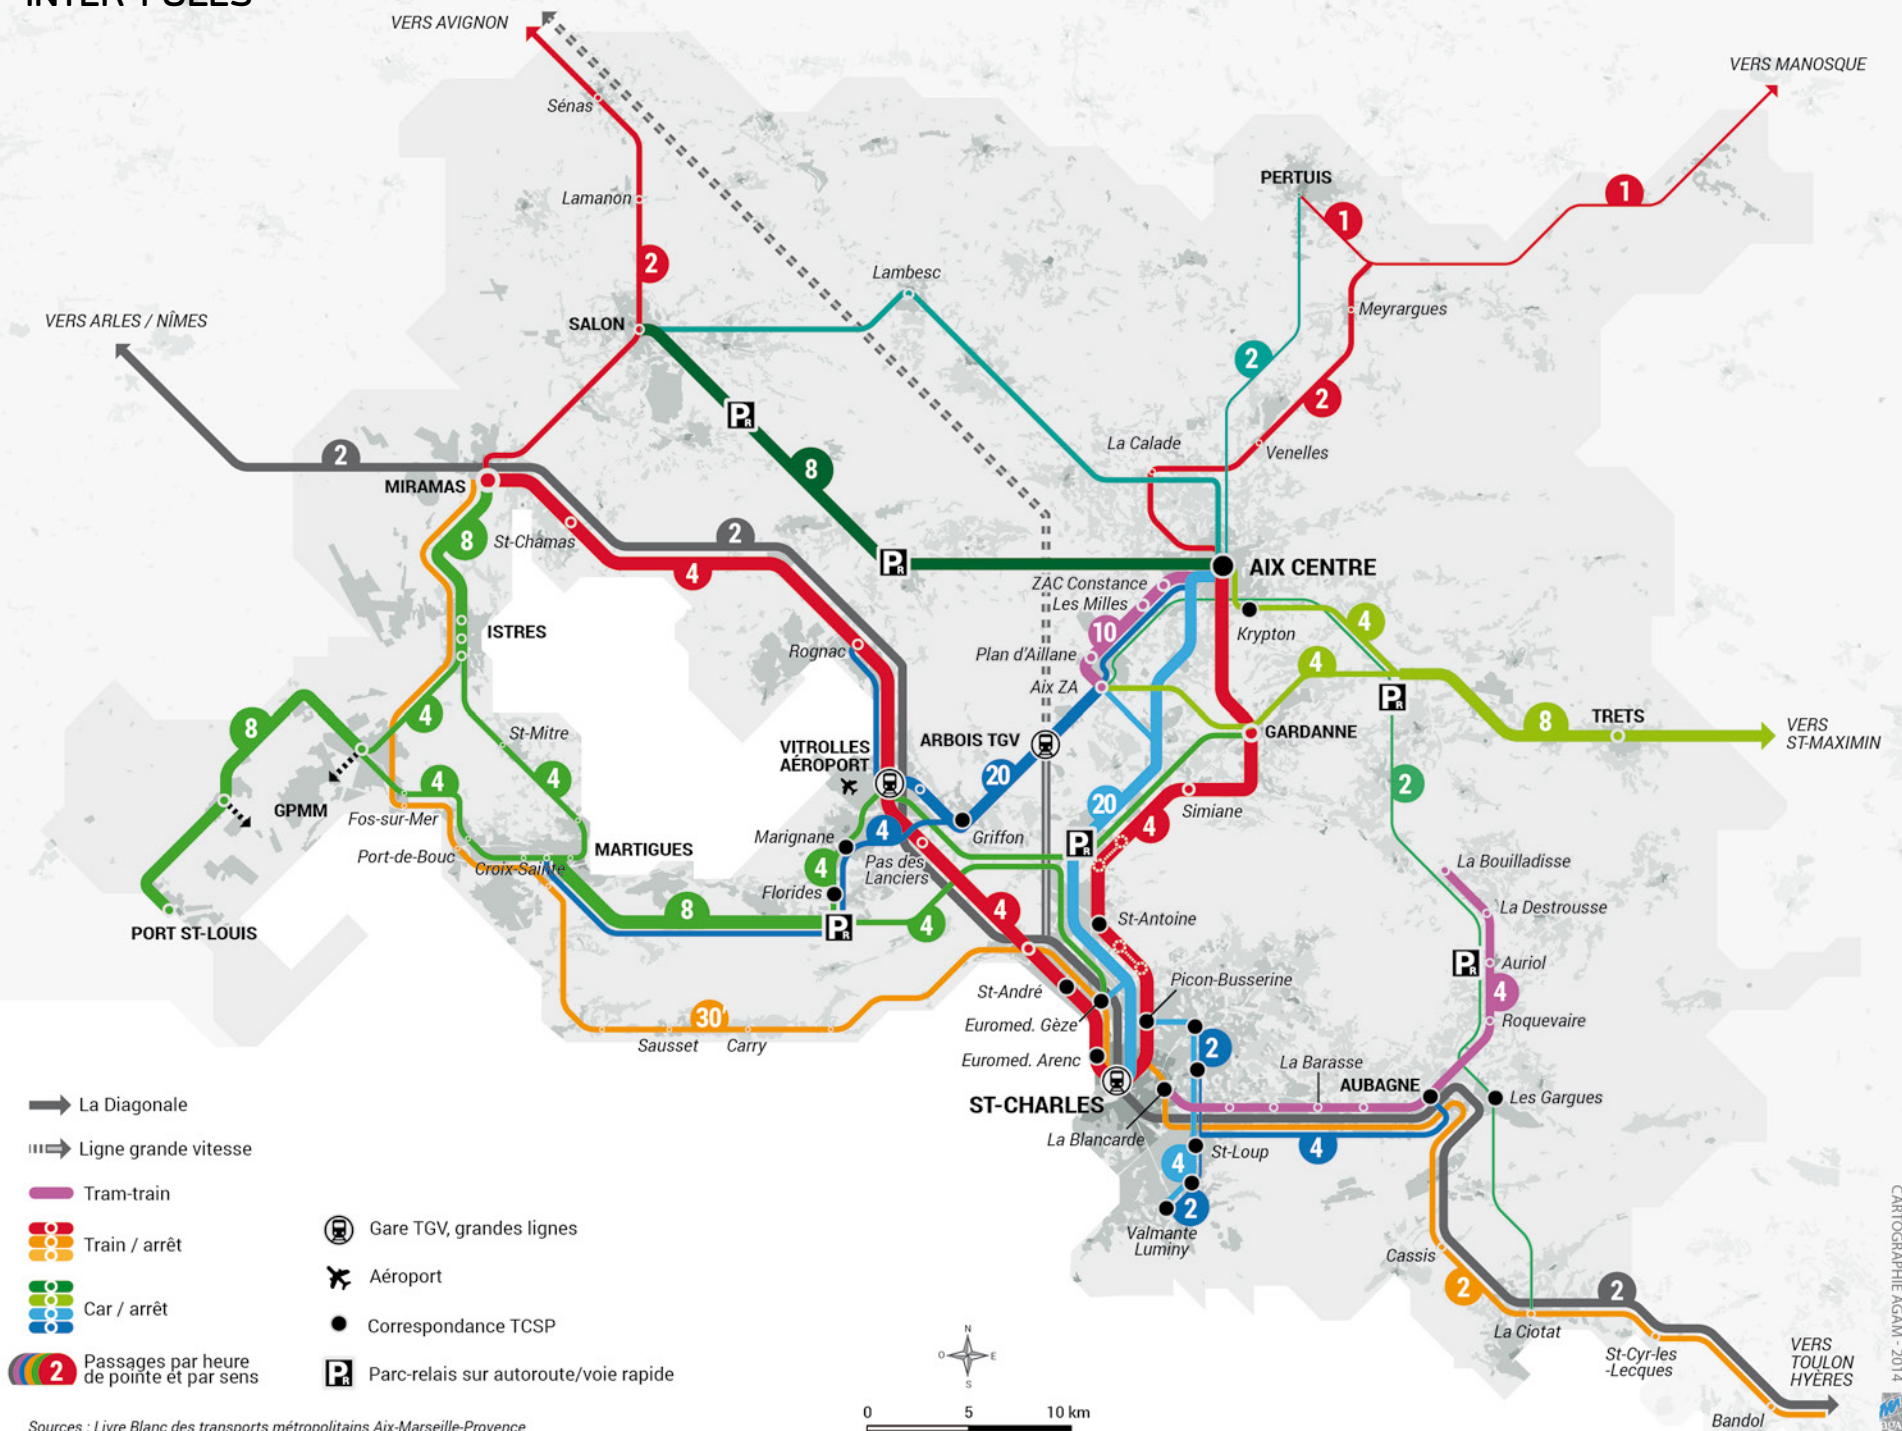 INTER-PÔLES
VERS AVIGNON
VERS MANOSQUE
Sénas
Lamanon
PERTUIS
1
1
2
Lambesc
Meyrargues
VERS ARLES / NÎMES
SALON
2
2
La Calade
Venelles
2
MIRAMAS
8
8
St-Chamas
2
4
AIX CENTRE
ZAC Constance
Les Milles
ISTRES
10
Krypton
4
Rognac
Plan d'Aillane
4
Aix ZA
8
4
St-Mitre
VITROLLES
AÉROPORT
ARBOIS TGV
GARDANNE
8
TRETS
VERS
ST-MAXIMIN
4
4
20
2
GPMM
Fos-sur-Mer
20
Simiane
4
Marignane
4
Griffon
Port-de-Bouc
Croix-Sainte
MARTIGUES
4
Pas des
Lanciers
La Bouilladisse
Florides
8
4
4
St-Antoine
La Destrousse
PORT ST-LOUIS
Auriol
St-André
Picon-Busserine
4
30'
Euromed. Gèze
Roquevaire
Sausset
Carry
Euromed. Arenc
2
La Barasse
AUBAGNE
ST-CHARLES
Les Gargues
La Blancarde
4
St-Loup
4
2
Valmante
Luminy
Cassis
2
2
La Ciotat
St-Cyr-les
-Lecques
VERS
TOULON
HYÈRES
Bandol
La Diagonale
Ligne grande vitesse
Tram-train
Train / arrêt
Car / arrêt
2
Passages par heure
de pointe et par sens
Gare TGV, grandes lignes
Aéroport
Correspondance TCSP
PR
Parc-relais sur autoroute/voie rapide
N
O
E
S
0
5
10 km
Sources : Livre Blanc des transports métropolitains Aix-Marseille-Provence
CARTOGRAPHIE AGAM - 2014